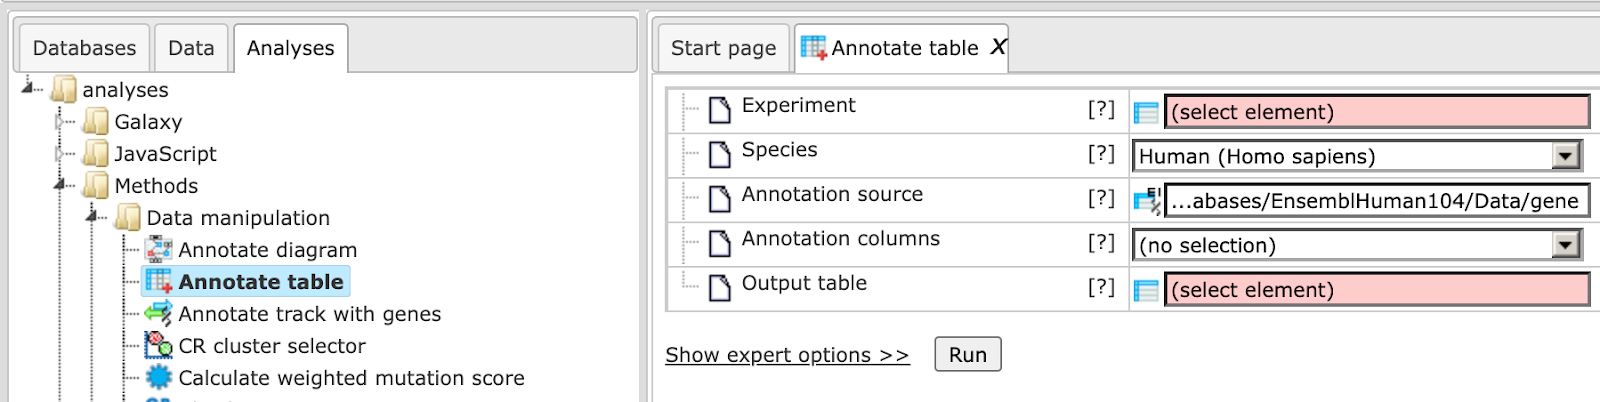 Databases
Data
Analyses
analyses
Galaxy
JavaScript
Methods
Data manipulation
Annotate diagram
Annotate table
Annotate track with genes
CR cluster selector
Calculate weighted mutation score
Start page
Annotate table X
Experiment [?] (select element)
Species [?] Human (Homo sapiens)
Annotation source [?] ...abases/EnsemblHuman104/Data/gene
Annotation columns [?] (no selection)
Output table [?] (select element)
Show expert options >>
Run